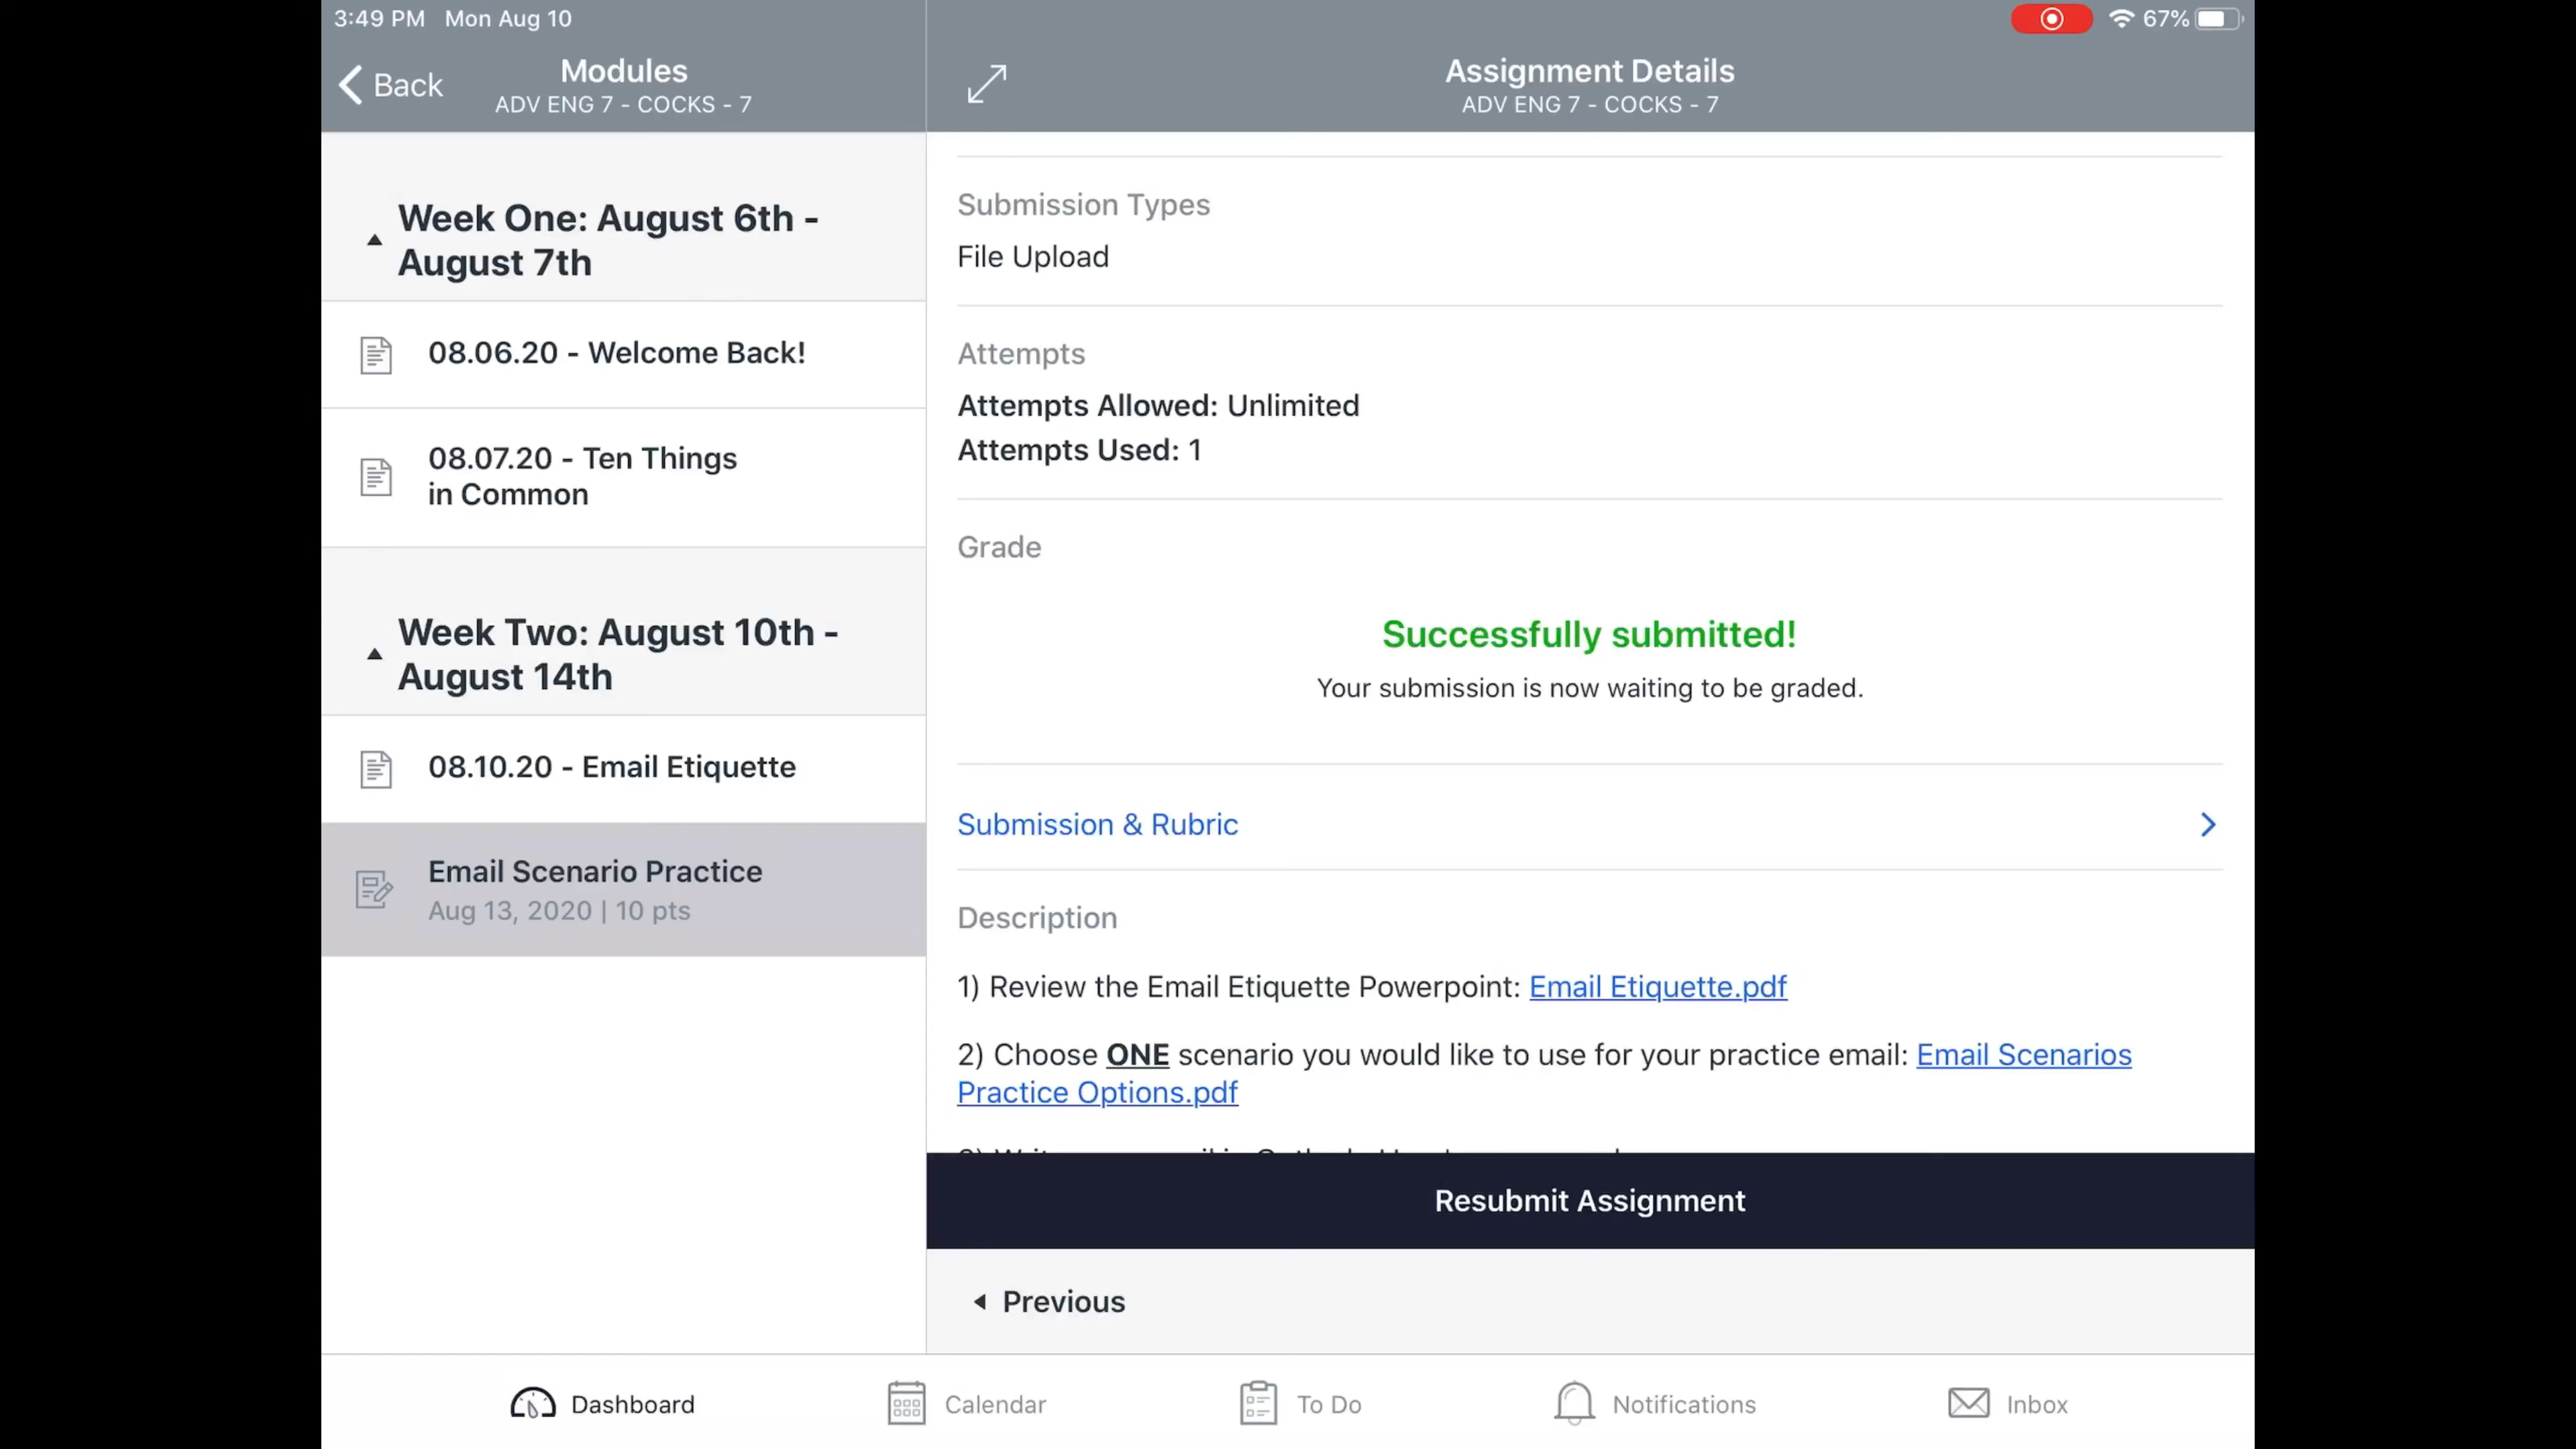 3:49 PM Mon Aug 10
67%
Back
Modules
ADV ENG 7 - COCKS - 7
Assignment Details
ADV ENG 7 - COCKS - 7
Week One: August 6th -
August 7th
08.06.20 - Welcome Back!
08.07.20 - Ten Things
in Common
Week Two: August 10th -
August 14th
08.10.20 - Email Etiquette
Email Scenario Practice
Aug 13, 2020 | 10 pts
Submission Types
File Upload
Attempts
Attempts Allowed: Unlimited
Attempts Used: 1
Grade
Successfully submitted!
Your submission is now waiting to be graded.
Submission & Rubric
Description
1) Review the Email Etiquette Powerpoint: Email Etiquette.pdf
2) Choose ONE scenario you would like to use for your practice email: Email Scenarios
Practice Options.pdf
Resubmit Assignment
Previous
Dashboard
Calendar
To Do
Notifications
Inbox